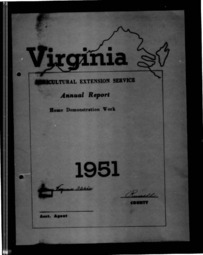 Virginia
AGRICULTURAL EXTENSION SERVICE
Annual Report
Home Demonstration Work
1951
COUNTY
Asst. Agent